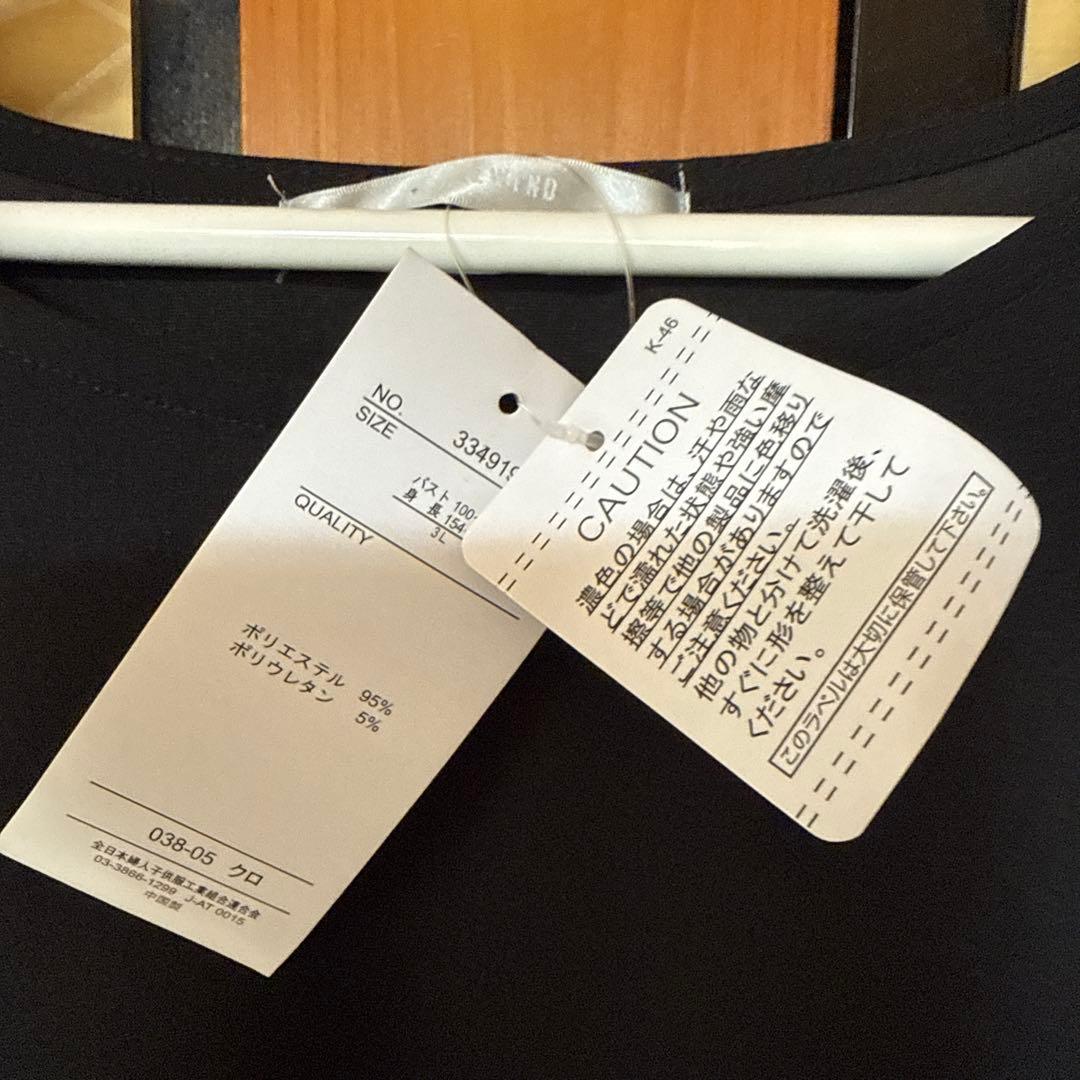 NO.
334919
SIZE
バスト 100-
身 長 154-
3L
QUALITY
ポリエステル 95%
ポリウレタン 5%
038-05 クロ
全日本婦人子供服工業組合連合会
03-3866-1299 J-AT 0015
中国製
K-46
CAUTION
濃色の場合は、汗や雨な
どで濡れた状態や強い摩
擦等で他の製品に色移り
する場合がありますので
ご注意ください。
他の物と分けて洗濯後、
すぐに形を整えて干して
ください。
このラベルは大切に保管して下さい。